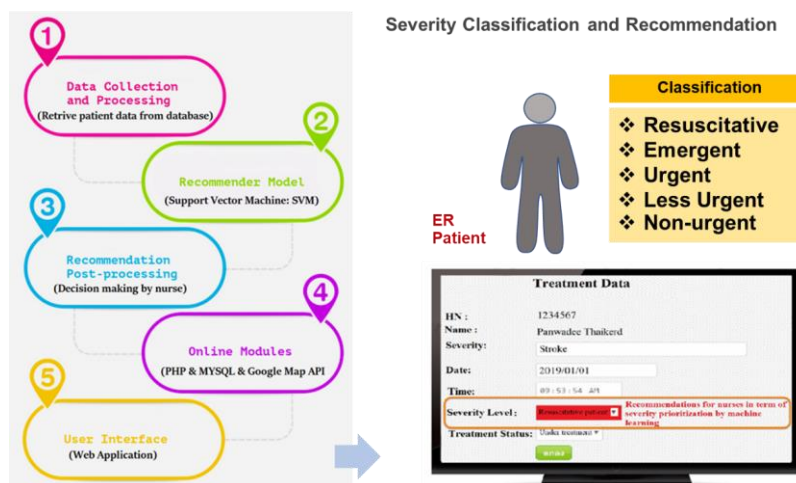 Severity Classification and Recommendation
1
Data Collection
and Processing
(Retrive patient data from database)
2
Recommender Model
(Support Vector Machine: SVM)
3
Recommendation
Post-processing
(Decision making by nurse)
4
Online Modules
(PHP & MYSQL & Google Map API
5
User Interface
(Web Application)
ER
Patient
Classification
❖ Resuscitative
❖ Emergent
❖ Urgent
❖ Less Urgent
❖ Non-urgent
Treatment Data
HN : 1234567
Name : Panwadee Thaikerd
Severity: Stroke
Date: 2019/01/01
Time: 09:53:54 AM
Severity Level: Resuscitative patient Recommendations for nurses in term of
severity prioritization by machine
learning
Treatment Status: Under treatment